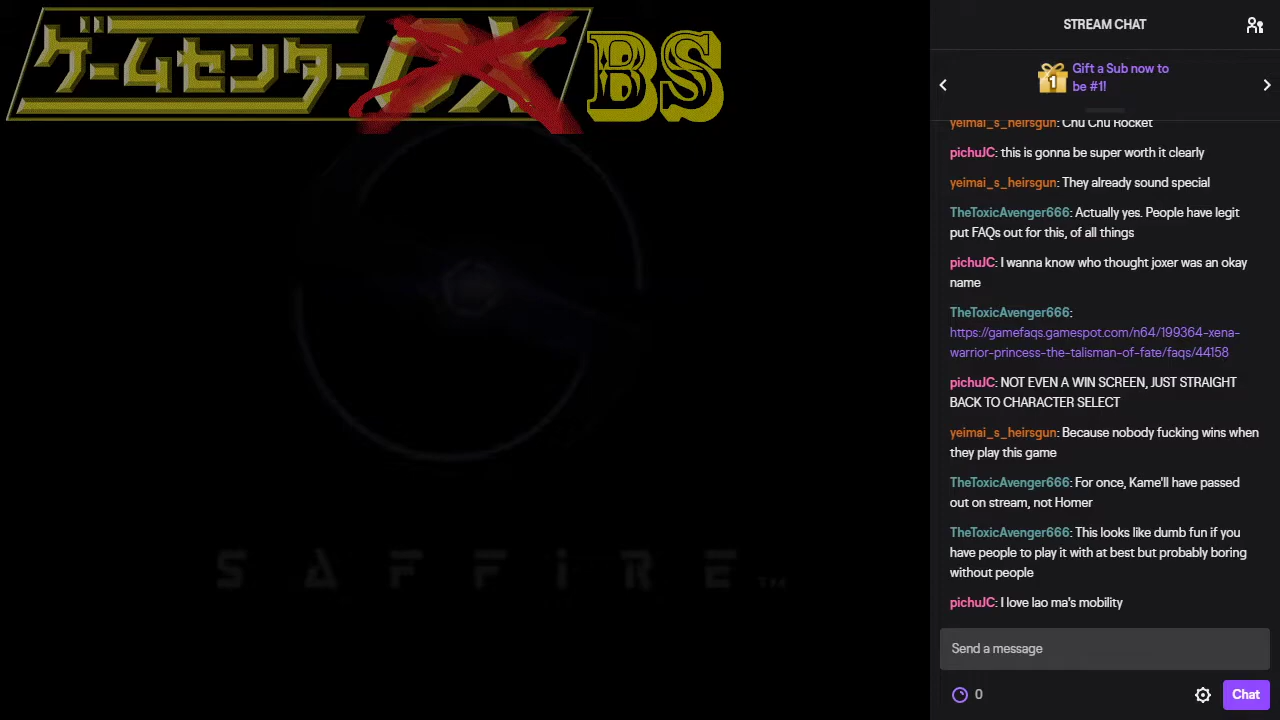 ゲームセンターDX BS
SAFFIRE™
STREAM CHAT
1
Gift a Sub now to
be #1!
yeimai_s_heirsgun: Chu Chu Rocket
pichuJC: this is gonna be super worth it clearly
yeimai_s_heirsgun: They already sound special
TheToxicAvenger666: Actually yes. People have legit
put FAQs out for this, of all things
pichuJC: I wanna know who thought joxer was an okay
name
TheToxicAvenger666:
https://gamefaqs.gamespot.com/n64/199364-xena-
warrior-princess-the-talisman-of-fate/faqs/44158
pichuJC: NOT EVEN A WIN SCREEN, JUST STRAIGHT
BACK TO CHARACTER SELECT
yeimai_s_heirsgun: Because nobody fucking wins when
they play this game
TheToxicAvenger666: For once, Kame'll have passed
out on stream, not Homer
TheToxicAvenger666: This looks like dumb fun if you
have people to play it with at best but probably boring
without people
pichuJC: I love lao ma's mobility
Send a message
0
Chat